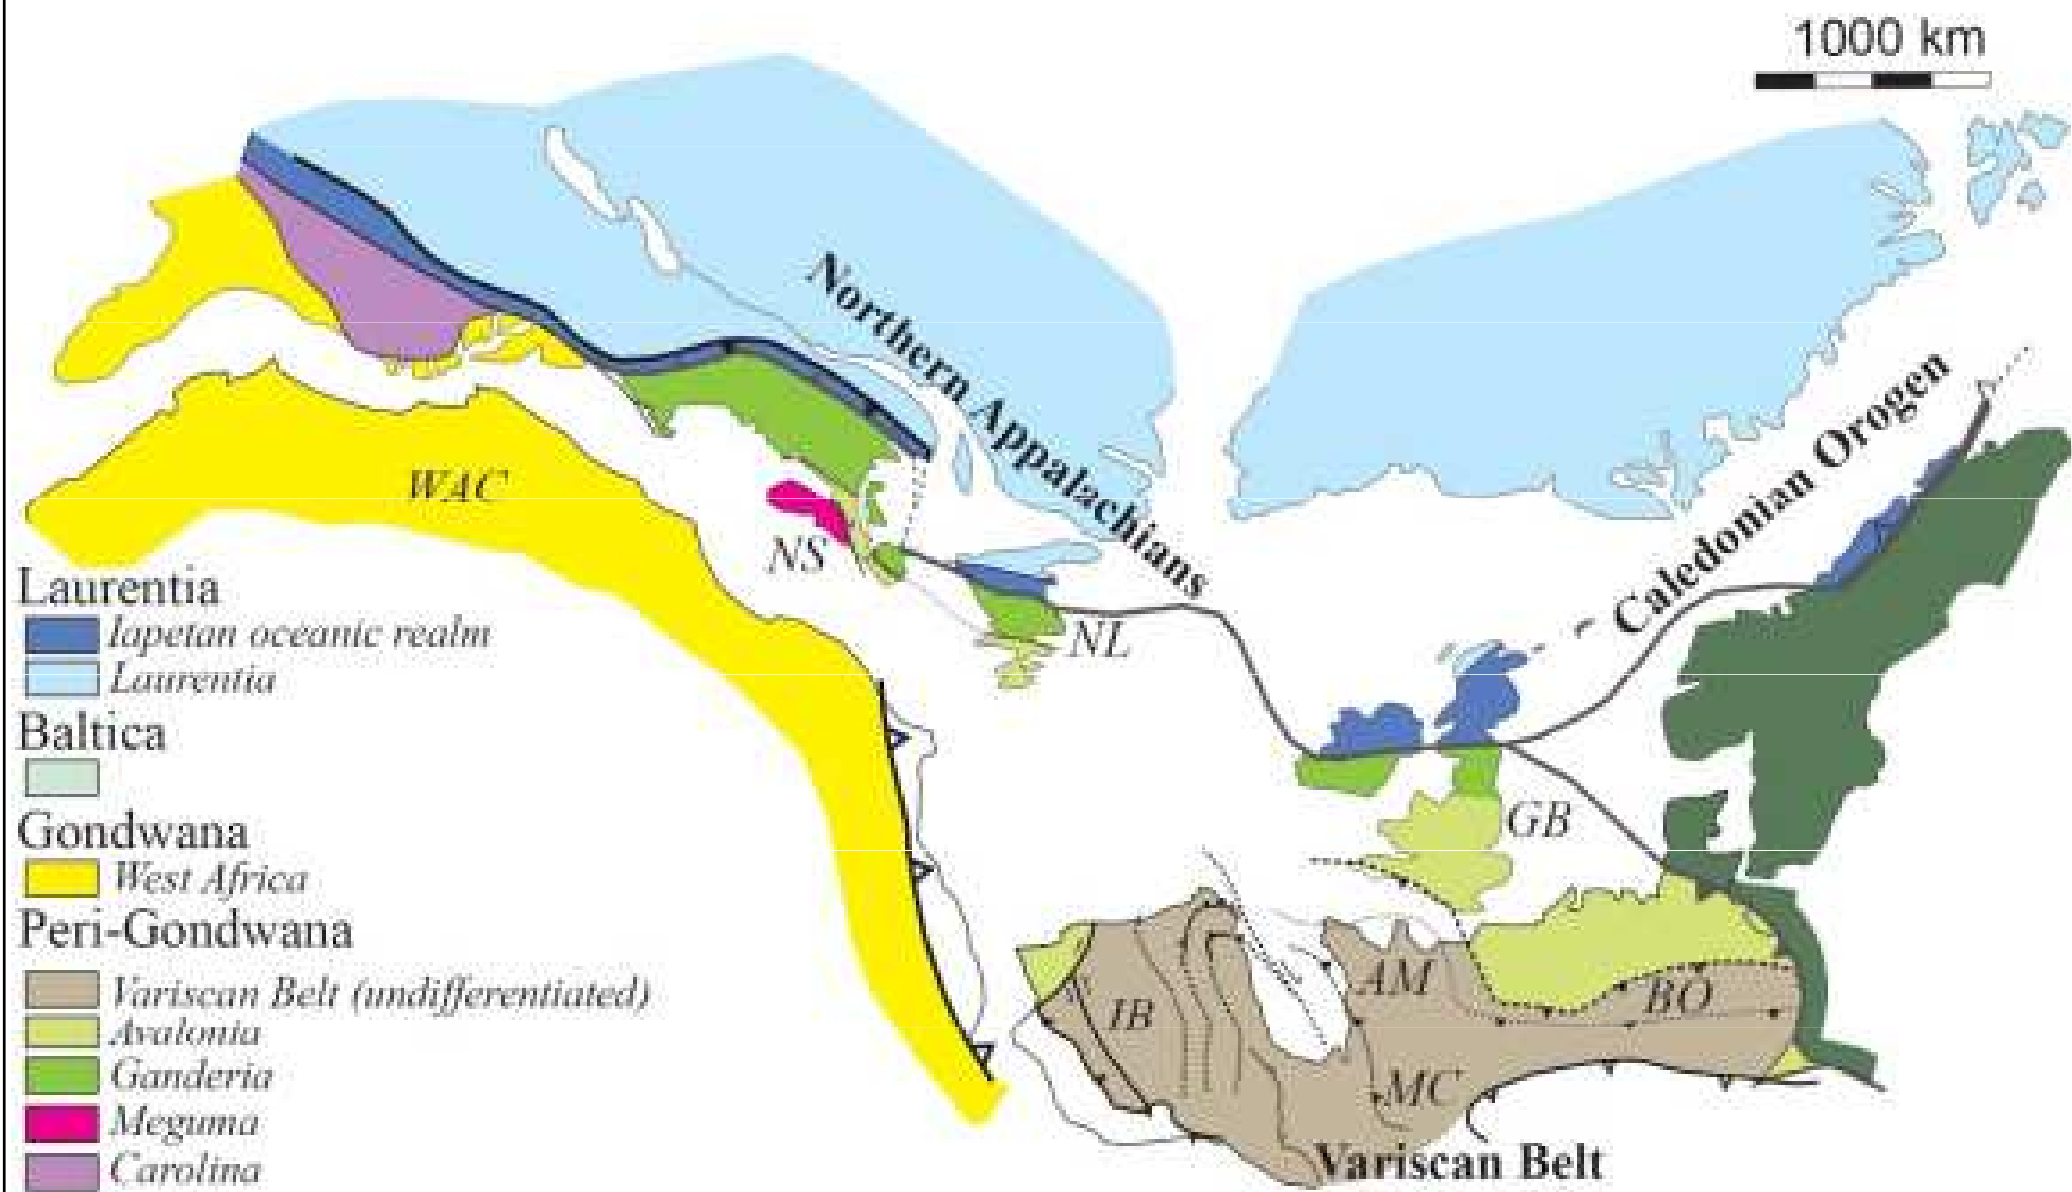 1000 km
Northern Appalachians
Caledonian Orogen
WAC
NS
NL
GB
AM
BO
IB
MC
Variscan Belt
Laurentia
Iapetan oceanic realm
Laurentia
Baltica
Gondwana
West Africa
Peri-Gondwana
Variscan Belt (undifferentiated)
Avalonia
Ganderia
Meguma
Carolina